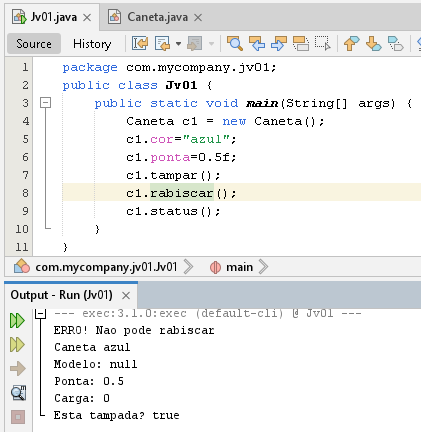 Jv01.java × Caneta.java ×
Source History
1 package com.mycompany.jv01;
2 public class Jv01 {
3 public static void main(String[] args) {
4 Caneta c1 = new Caneta();
5 c1.cor="azul";
6 c1.ponta=0.5f;
7 c1.tampar();
8 c1.rabiscar();
9 c1.status();
10 }
11 }
com.mycompany.jv01.Jv01 main
Output - Run (Jv01) ×
--- exec:3.1.0:exec (default-cli) @ Jv01 ---
ERRO! Nao pode rabiscar
Caneta azul
Modelo: null
Ponta: 0.5
Carga: 0
Esta tampada? true